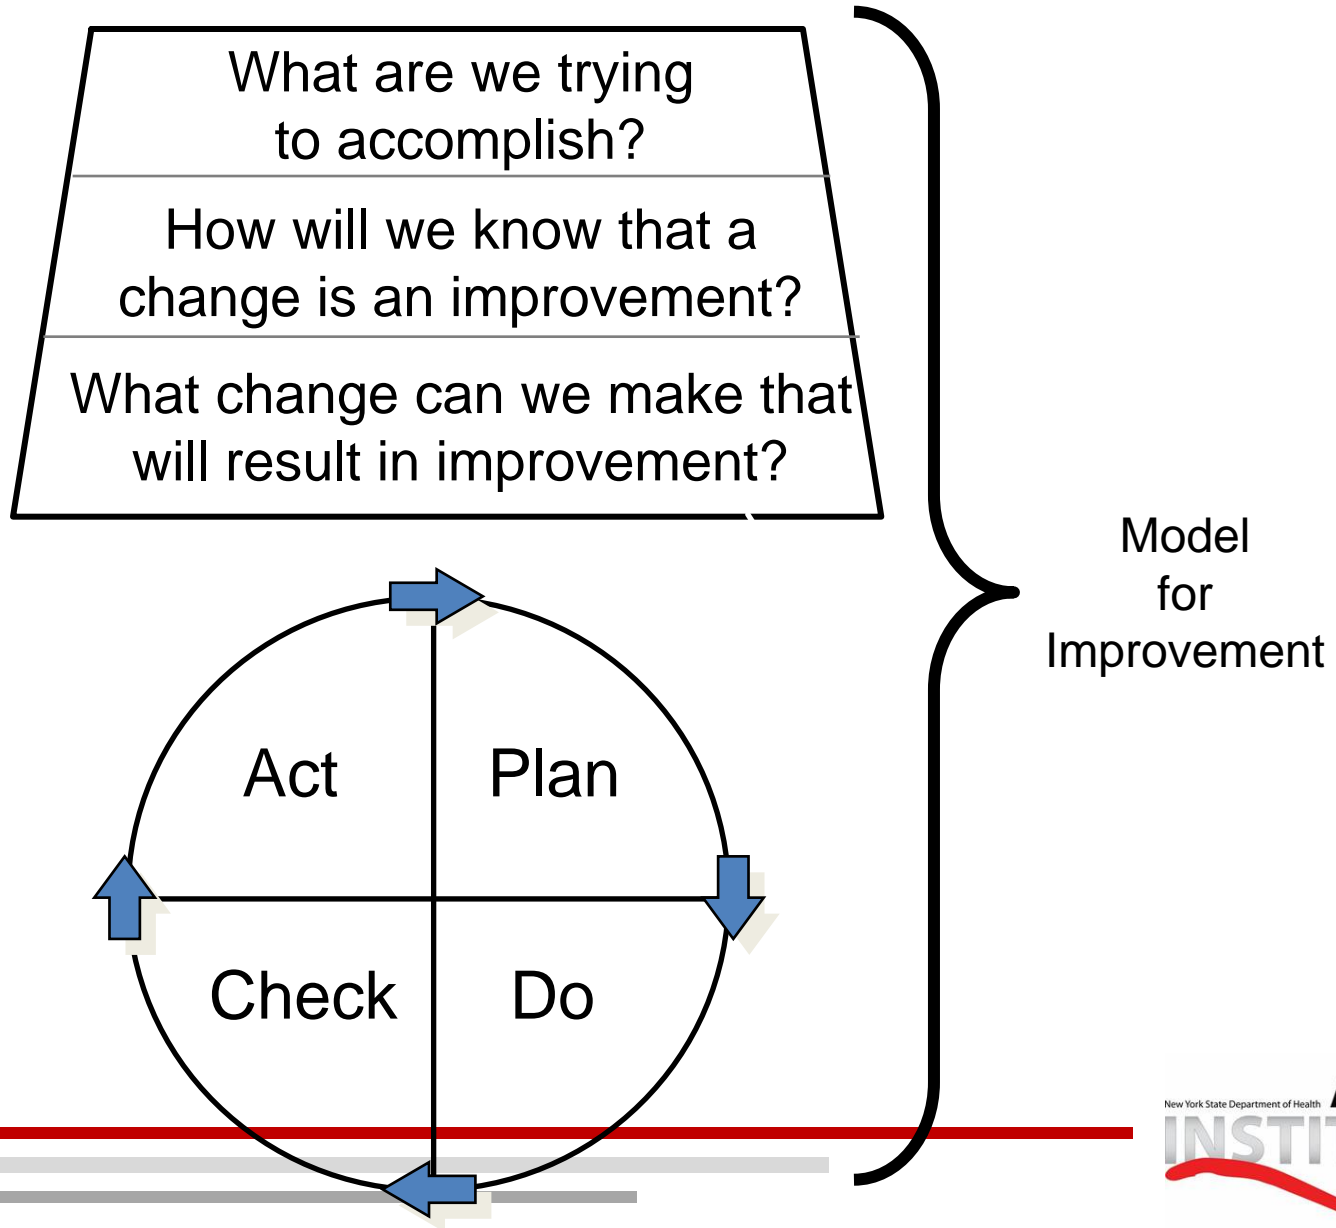 What are we trying
to accomplish?
How will we know that a
change is an improvement?
What change can we make that
will result in improvement?
Model
for
Improvement
Act
Plan
Check
Do
New York State Department of Health